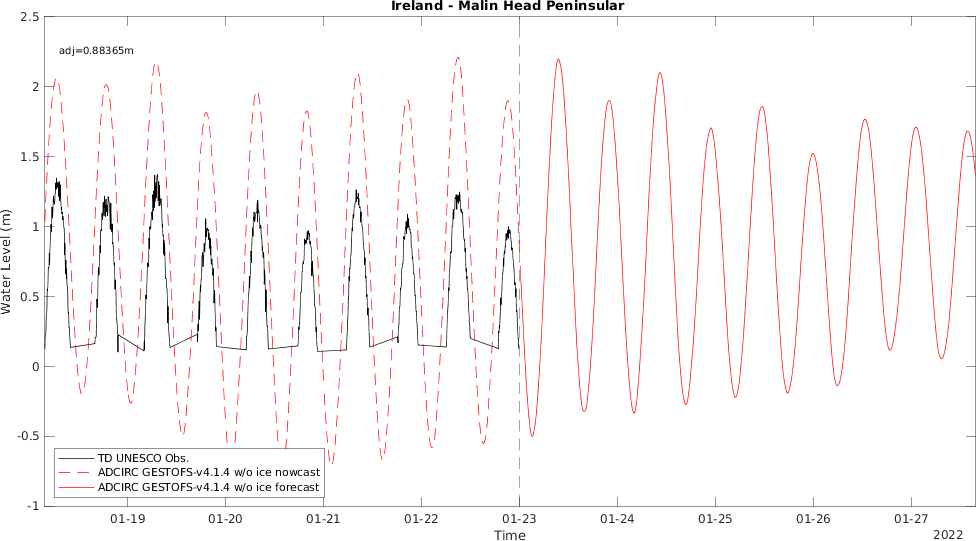 Ireland - Malin Head Peninsular
2.5
adj=0.88365m
2
1.5
1
0.5
0
-0.5
-1
Water Level (m)
TD UNESCO Obs.
ADCIRC GESTOFS-v4.1.4 w/o ice nowcast
ADCIRC GESTOFS-v4.1.4 w/o ice forecast
01-19 01-20 01-21 01-22 01-23 01-24 01-25 01-26 01-27
Time
2022